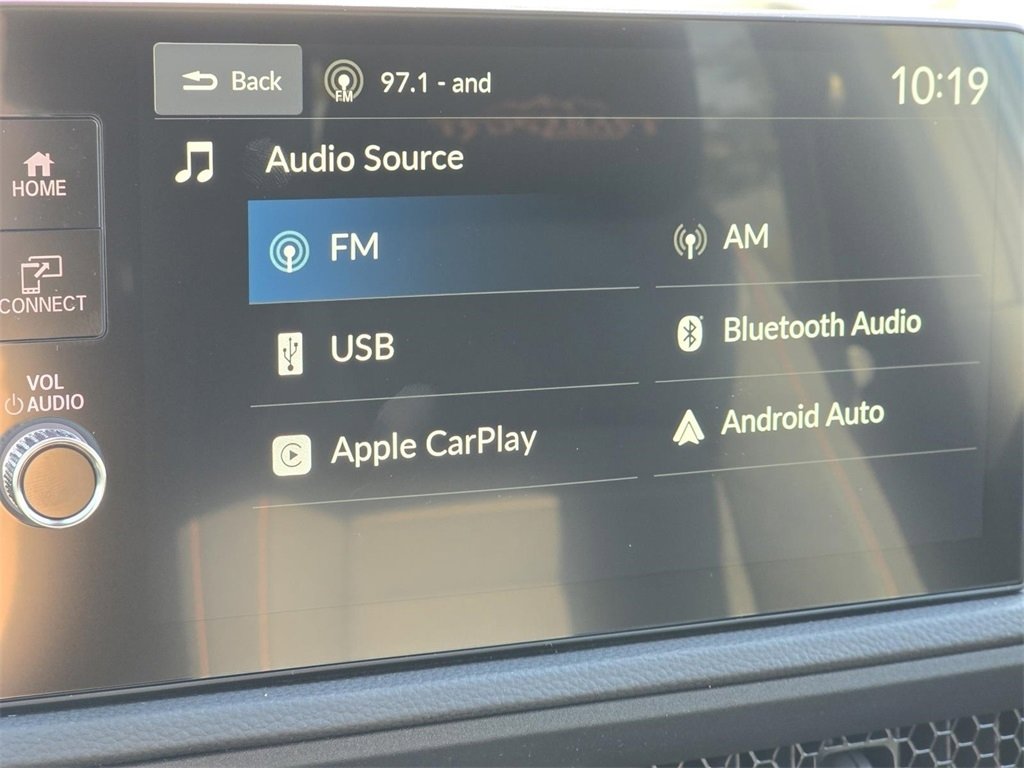 Back
FM
97.1 - and
10:19
HOME
Audio Source
FM
AM
CONNECT
USB
Bluetooth Audio
VOL
AUDIO
Apple CarPlay
Android Auto